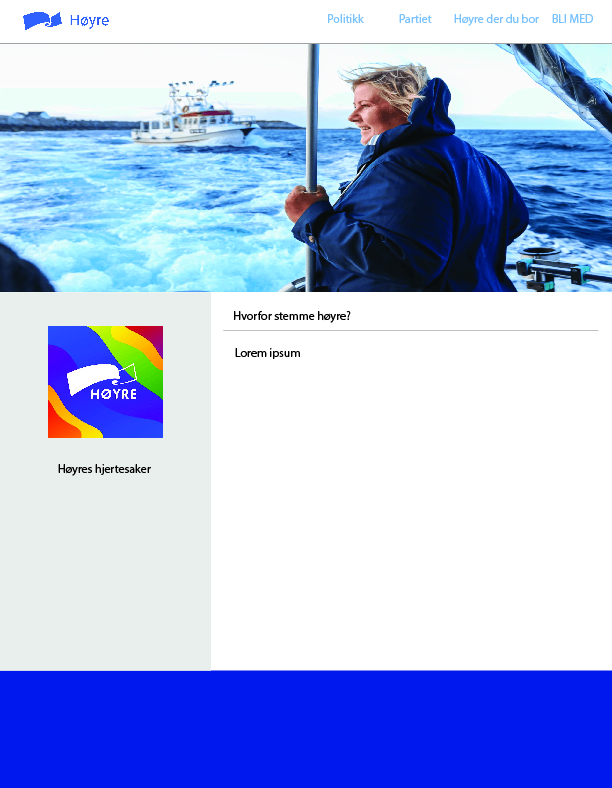 Høyre
Politikk
Partiet
Høyre der du bor
BLI MED
Hvorfor stemme høyre?
Lorem ipsum
HØYRE
Høyres hjertesaker